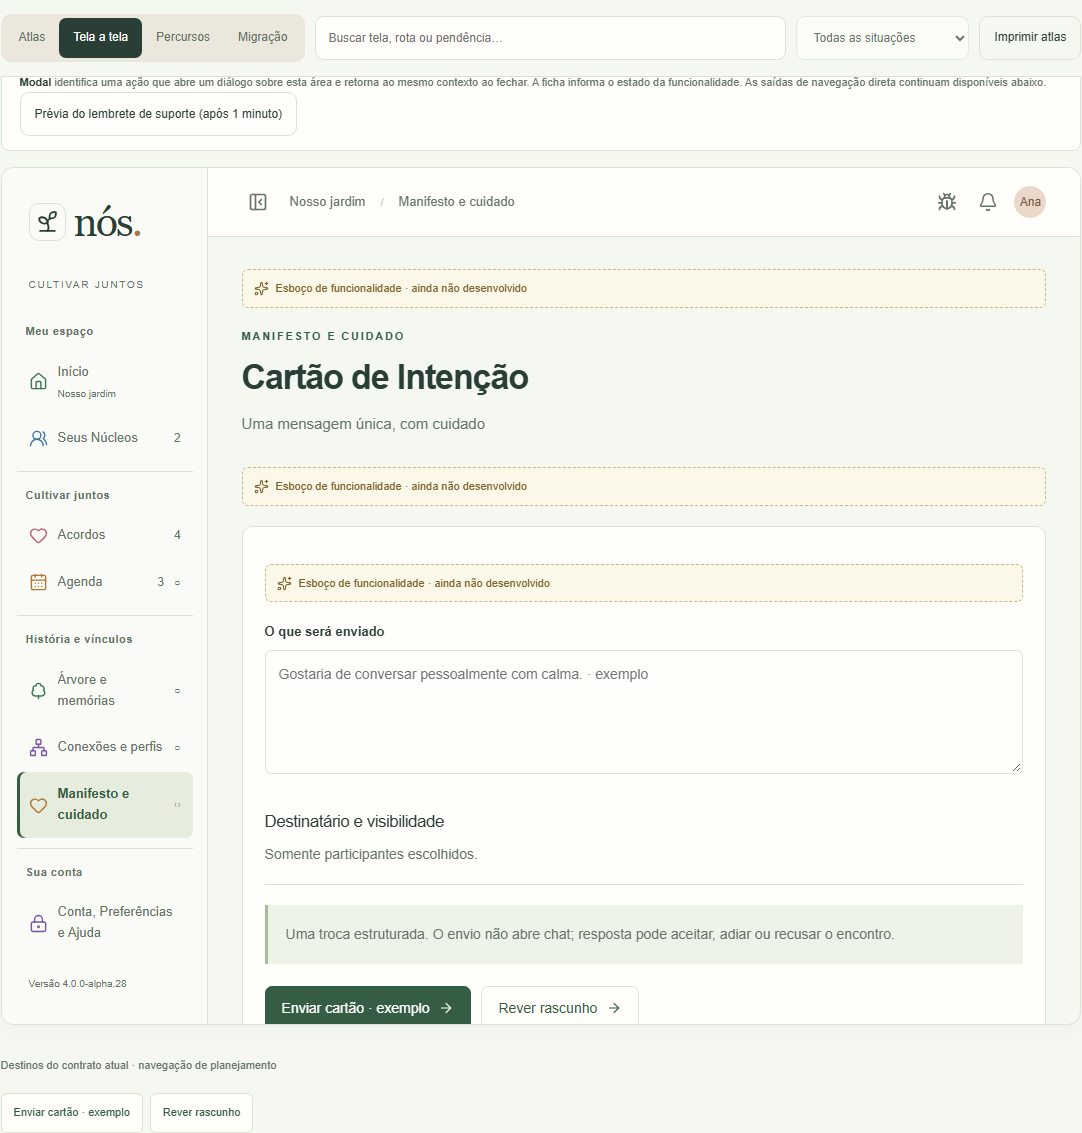 Atlas
Tela a tela
Percursos
Migração
Buscar tela, rota ou pendência…
Todas as situações
Imprimir atlas
Modal identifica uma ação que abre um diálogo sobre esta área e retorna ao mesmo contexto ao fechar. A ficha informa o estado da funcionalidade. As saídas de navegação direta continuam disponíveis abaixo.
Prévia do lembrete de suporte (após 1 minuto)
nós.
CULTIVAR JUNTOS
Meu espaço
Início
Nosso jardim
Seus Núcleos 2
Cultivar juntos
Acordos 4
Agenda 3
História e vínculos
Árvore e
memórias
Conexões e perfis
Manifesto e
cuidado
Sua conta
Conta, Preferências
e Ajuda
Versão 4.0.0-alpha.28
Nosso jardim / Manifesto e cuidado
Ana
Esboço de funcionalidade · ainda não desenvolvido
MANIFESTO E CUIDADO
Cartão de Intenção
Uma mensagem única, com cuidado
Esboço de funcionalidade · ainda não desenvolvido
Esboço de funcionalidade · ainda não desenvolvido
O que será enviado
Gostaria de conversar pessoalmente com calma. · exemplo
Destinatário e visibilidade
Somente participantes escolhidos.
Uma troca estruturada. O envio não abre chat; resposta pode aceitar, adiar ou recusar o encontro.
Enviar cartão · exemplo →
Rever rascunho →
Destinos do contrato atual · navegação de planejamento
Enviar cartão · exemplo
Rever rascunho